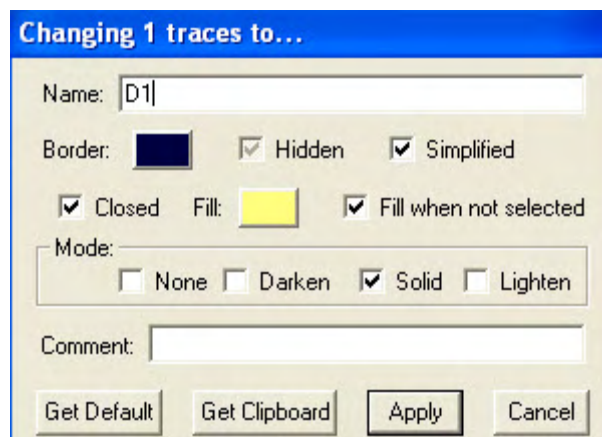 Changing 1 traces to...
Name: D1
Border: Hidden Simplified
Closed Fill: Fill when not selected
Mode:
None Darken Solid Lighten
Comment:
Get Default Get Clipboard Apply Cancel